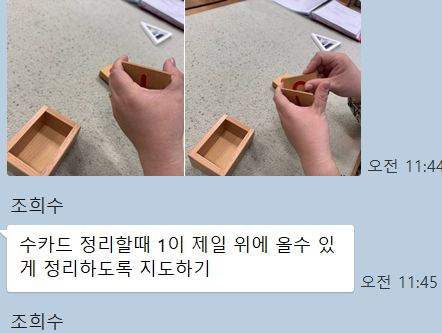 오전 11:44
조희수
수카드 정리할때 1이 제일 위에 올수 있
게 정리하도록 지도하기
오전 11:45
조희수